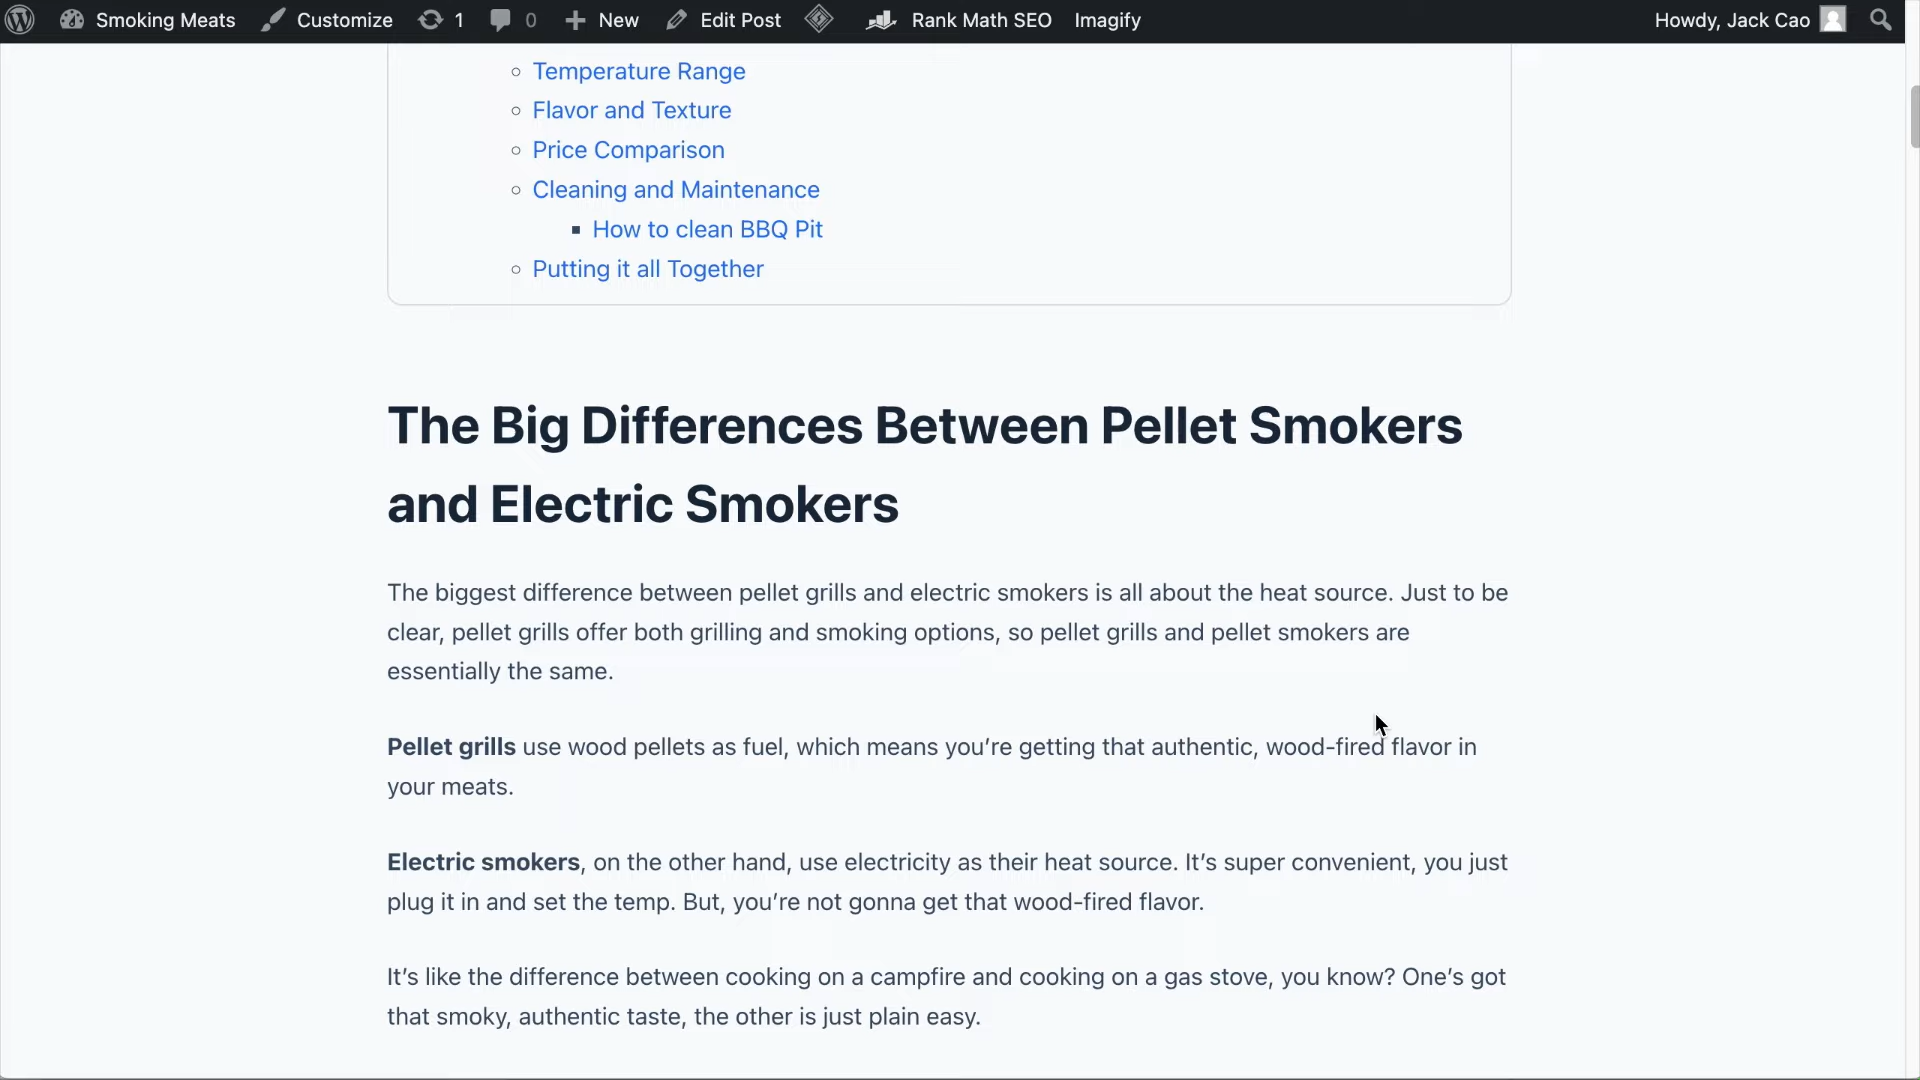 Smoking Meats Customize 1 0 New Edit Post Rank Math SEO Imagify Howdy, Jack Cao
Temperature Range
Flavor and Texture
Price Comparison
Cleaning and Maintenance
How to clean BBQ Pit
Putting it all Together
The Big Differences Between Pellet Smokers
and Electric Smokers
The biggest difference between pellet grills and electric smokers is all about the heat source. Just to be
clear, pellet grills offer both grilling and smoking options, so pellet grills and pellet smokers are
essentially the same.
Pellet grills use wood pellets as fuel, which means you’re getting that authentic, wood-fired flavor in
your meats.
Electric smokers, on the other hand, use electricity as their heat source. It’s super convenient, you just
plug it in and set the temp. But, you’re not gonna get that wood-fired flavor.
It’s like the difference between cooking on a campfire and cooking on a gas stove, you know? One’s got
that smoky, authentic taste, the other is just plain easy.